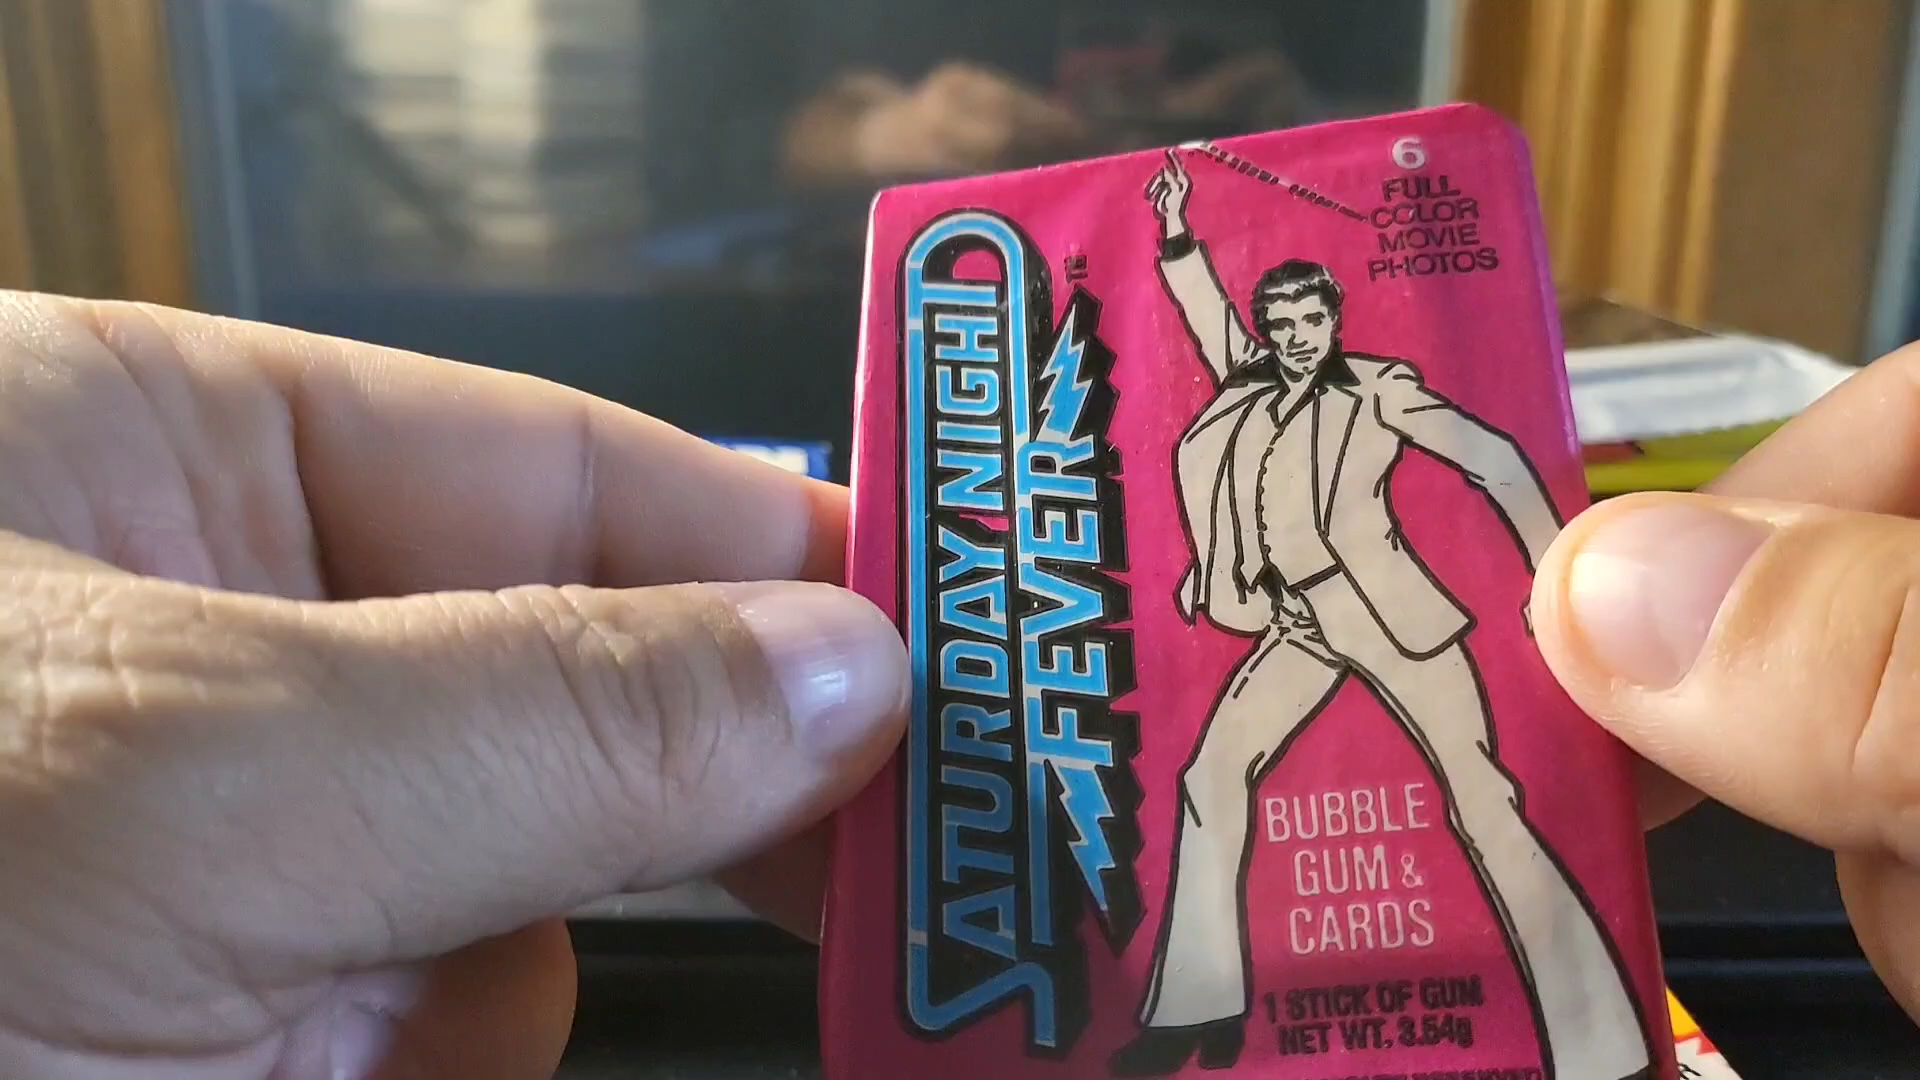 SATURDAY NIGHT
FEVER
TM
6
FULL
COLOR
MOVIE
PHOTOS
BUBBLE
GUM &
CARDS
1 STICK OF GUM
NET WT. 3.54g